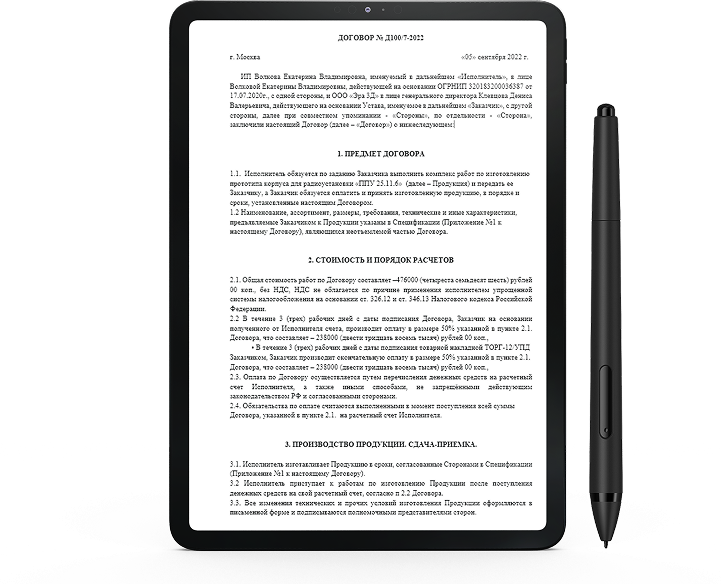 ДОГОВОР № Д100/7-2022
г. Москва «05» сентября 2022 г.
ИП Волкова Екатерина Владимировна, именуемый в дальнейшем «Исполнитель», в лице
Волковой Екатерины Владимировны, действующей на основании ОГРНИП 320183200036387 от
17.07.2020г., с одной стороны, и ООО «Эра 3Д» в лице генерального директора Клевцова Дениса
Валерьевича, действующего на основании Устава, именуемое в дальнейшем «Заказчик», с другой
стороны, далее при совместном упоминании - «Стороны», по отдельности - «Сторона»,
заключили настоящий Договор (далее – «Договор») о нижеследующем:
1. ПРЕДМЕТ ДОГОВОРА
1.1. Исполнитель обязуется по заданию Заказчика выполнить комплекс работ по изготовлению
прототипа корпуса для радиоустановки «ППУ 25.11.6» (далее – Продукция) и передать ее
Заказчику, а Заказчик обязуется оплатить и принять изготовленную продукцию, в порядке и
сроки, установленные настоящим Договором.
1.2 Наименование, ассортимент, размеры, требования, технические и иные характеристики,
предъявляемые Заказчиком к Продукции указаны в Спецификации (Приложение №1 к
настоящему Договору), являющихся неотъемлемой частью Договора.
2. СТОИМОСТЬ И ПОРЯДОК РАСЧЕТОВ
2.1. Общая стоимость работ по Договору составляет –476000 (четыреста семьдесят шесть) рублей
00 коп., без НДС, НДС не облагается по причине применения исполнителем упрощенной
системы налогообложения на основании ст. 326.12 и ст. 346,13 Налогового кодекса Российской
Федерации.
2.2 В течение 3 (трех) рабочих дней с даты подписания Договора, Заказчик на основании
полученного от Исполнителя счета, производит оплату в размере 50% указанной в пункте 2.1.
Договора, что составляет – 238000 (двести тридцать восемь тысяч) рублей 00 коп.,
• В течение 3 (трех) рабочих дней с даты подписания товарной накладной ТОРГ-12/УПД
Заказчиком, Заказчик производит окончательную оплату в размере 50% указанной в пункте 2.1.
Договора, что составляет – 238000 (двести тридцать восемь тысяч) рублей 00 коп.,
2.3. Оплата по Договору осуществляется путем перечисления денежных средств на расчетный
счет Исполнителя, а также иными способами, не запрещёнными действующим
законодательством РФ и согласованными сторонами.
2.4. Обязательства по оплате считаются выполненными в момент поступления всей суммы
Договора, указанной в пункте 2.1. на расчетный счет Исполнителя.
3. ПРОИЗВОДСТВО ПРОДУКЦИИ. СДАЧА-ПРИЕМКА.
3.1. Исполнитель изготавливает Продукцию в сроки, согласованные Сторонами в Спецификации
(Приложение №1 к настоящему Договору).
3.2 Исполнитель приступает к работам по изготовлению Продукции после поступления
денежных средств на свой расчетный счет, согласно п 2.2 Договора.
3.3. Все изменения технических и прочих условий изготовления Продукции оформляются в
письменной форме и подписываются полномочными представителями сторон.